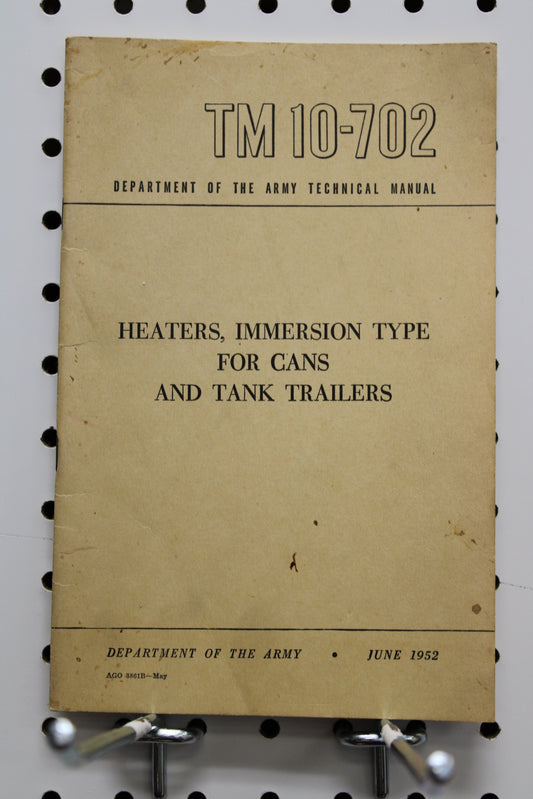 TM 10-702
DEPARTMENT OF THE ARMY TECHNICAL MANUAL
HEATERS, IMMERSION TYPE
FOR CANS
AND TANK TRAILERS
DEPARTMENT OF THE ARMY • JUNE 1952
AGO 3861B—May